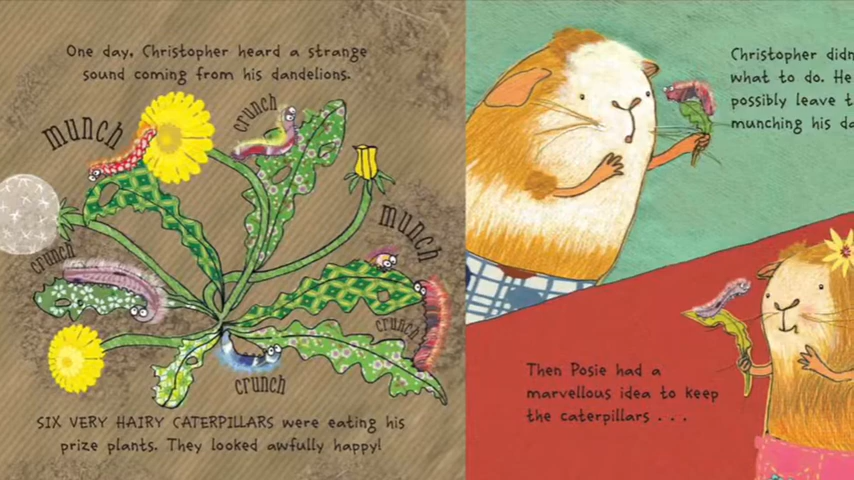 One day, Christopher heard a strange
sound coming from his dandelions.
munch
crunch
munch
crunch
crunch
crunch
SIX VERY HAIRY CATERPILLARS were eating his
prize plants. They looked awfully happy!
Christopher
what to do. He
possibly leave
munching his
Then Posie had a
marvellous idea to keep
the caterpillars . . .